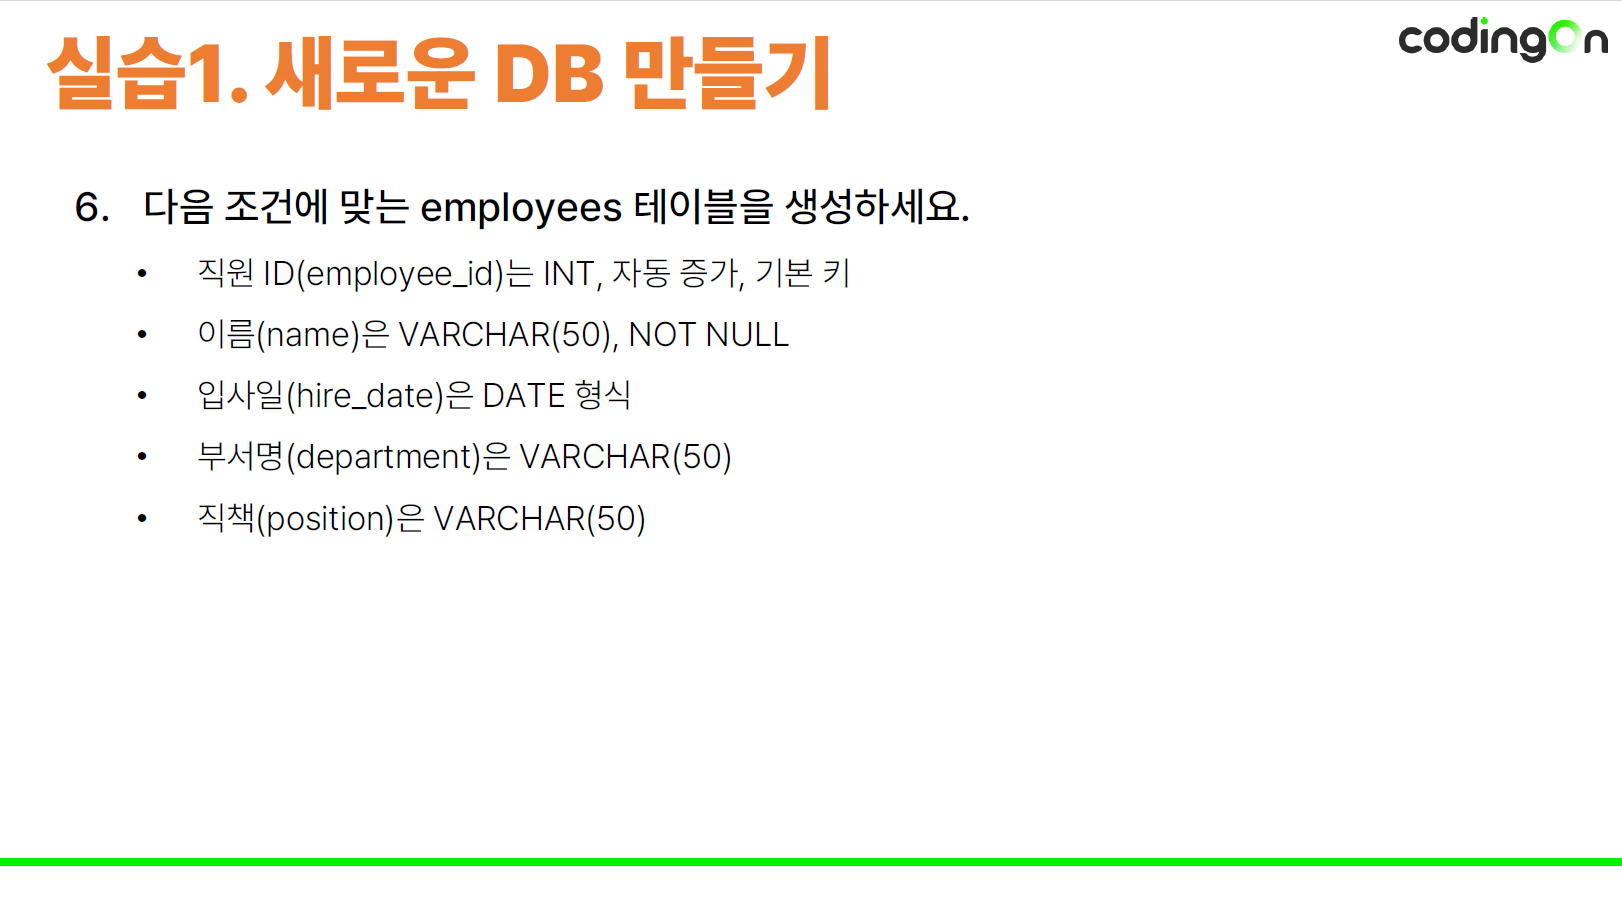 codingOn
실습1. 새로운 DB 만들기
6. 다음 조건에 맞는 employees 테이블을 생성하세요.
• 직원 ID(employee_id)는 INT, 자동 증가, 기본 키
• 이름(name)은 VARCHAR(50), NOT NULL
• 입사일(hire_date)은 DATE 형식
• 부서명(department)은 VARCHAR(50)
• 직책(position)은 VARCHAR(50)